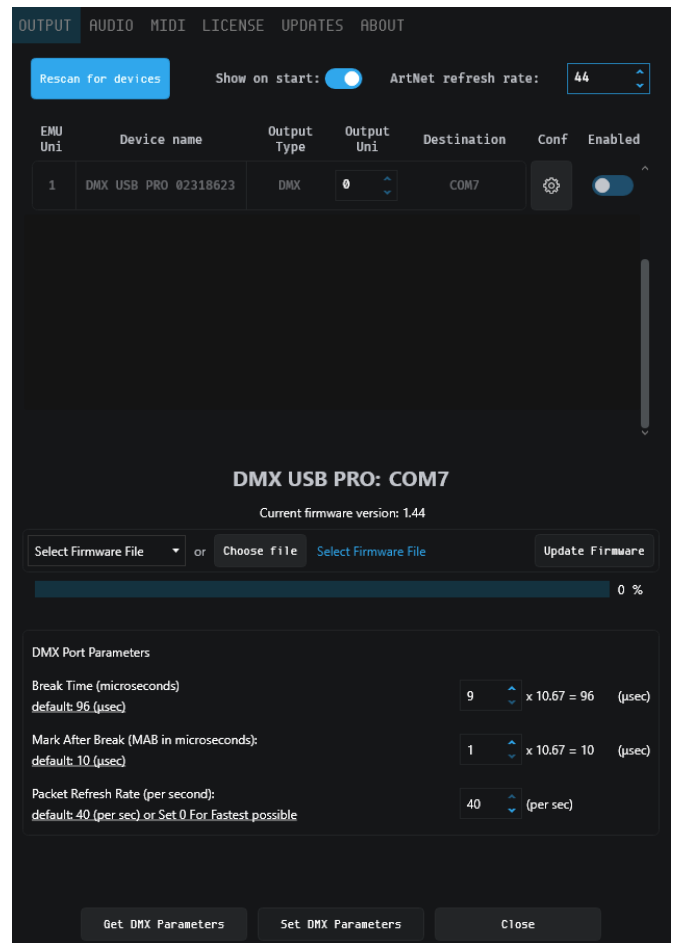 OUTPUT AUDIO MIDI LICENSE UPDATES ABOUT
Rescan for devices Show on start: ArtNet refresh rate: 44
EMU Uni Device name Output Type Output Uni Destination Conf Enabled
1 DMX USB PRO 02318623 DMX 0 COM7
DMX USB PRO: COM7
Current firmware version: 1.44
Select Firmware File or Choose file Select Firmware File Update Firmware
0 %
DMX Port Parameters
Break Time (microseconds)
default: 96 (µsec)
9 x 10.67 = 96 (µsec)
Mark After Break (MAB in microseconds):
default: 10 (µsec)
1 x 10.67 = 10 (µsec)
Packet Refresh Rate (per second):
default: 40 (per sec) or Set 0 For Fastest possible
40 (per sec)
Get DMX Parameters Set DMX Parameters Close